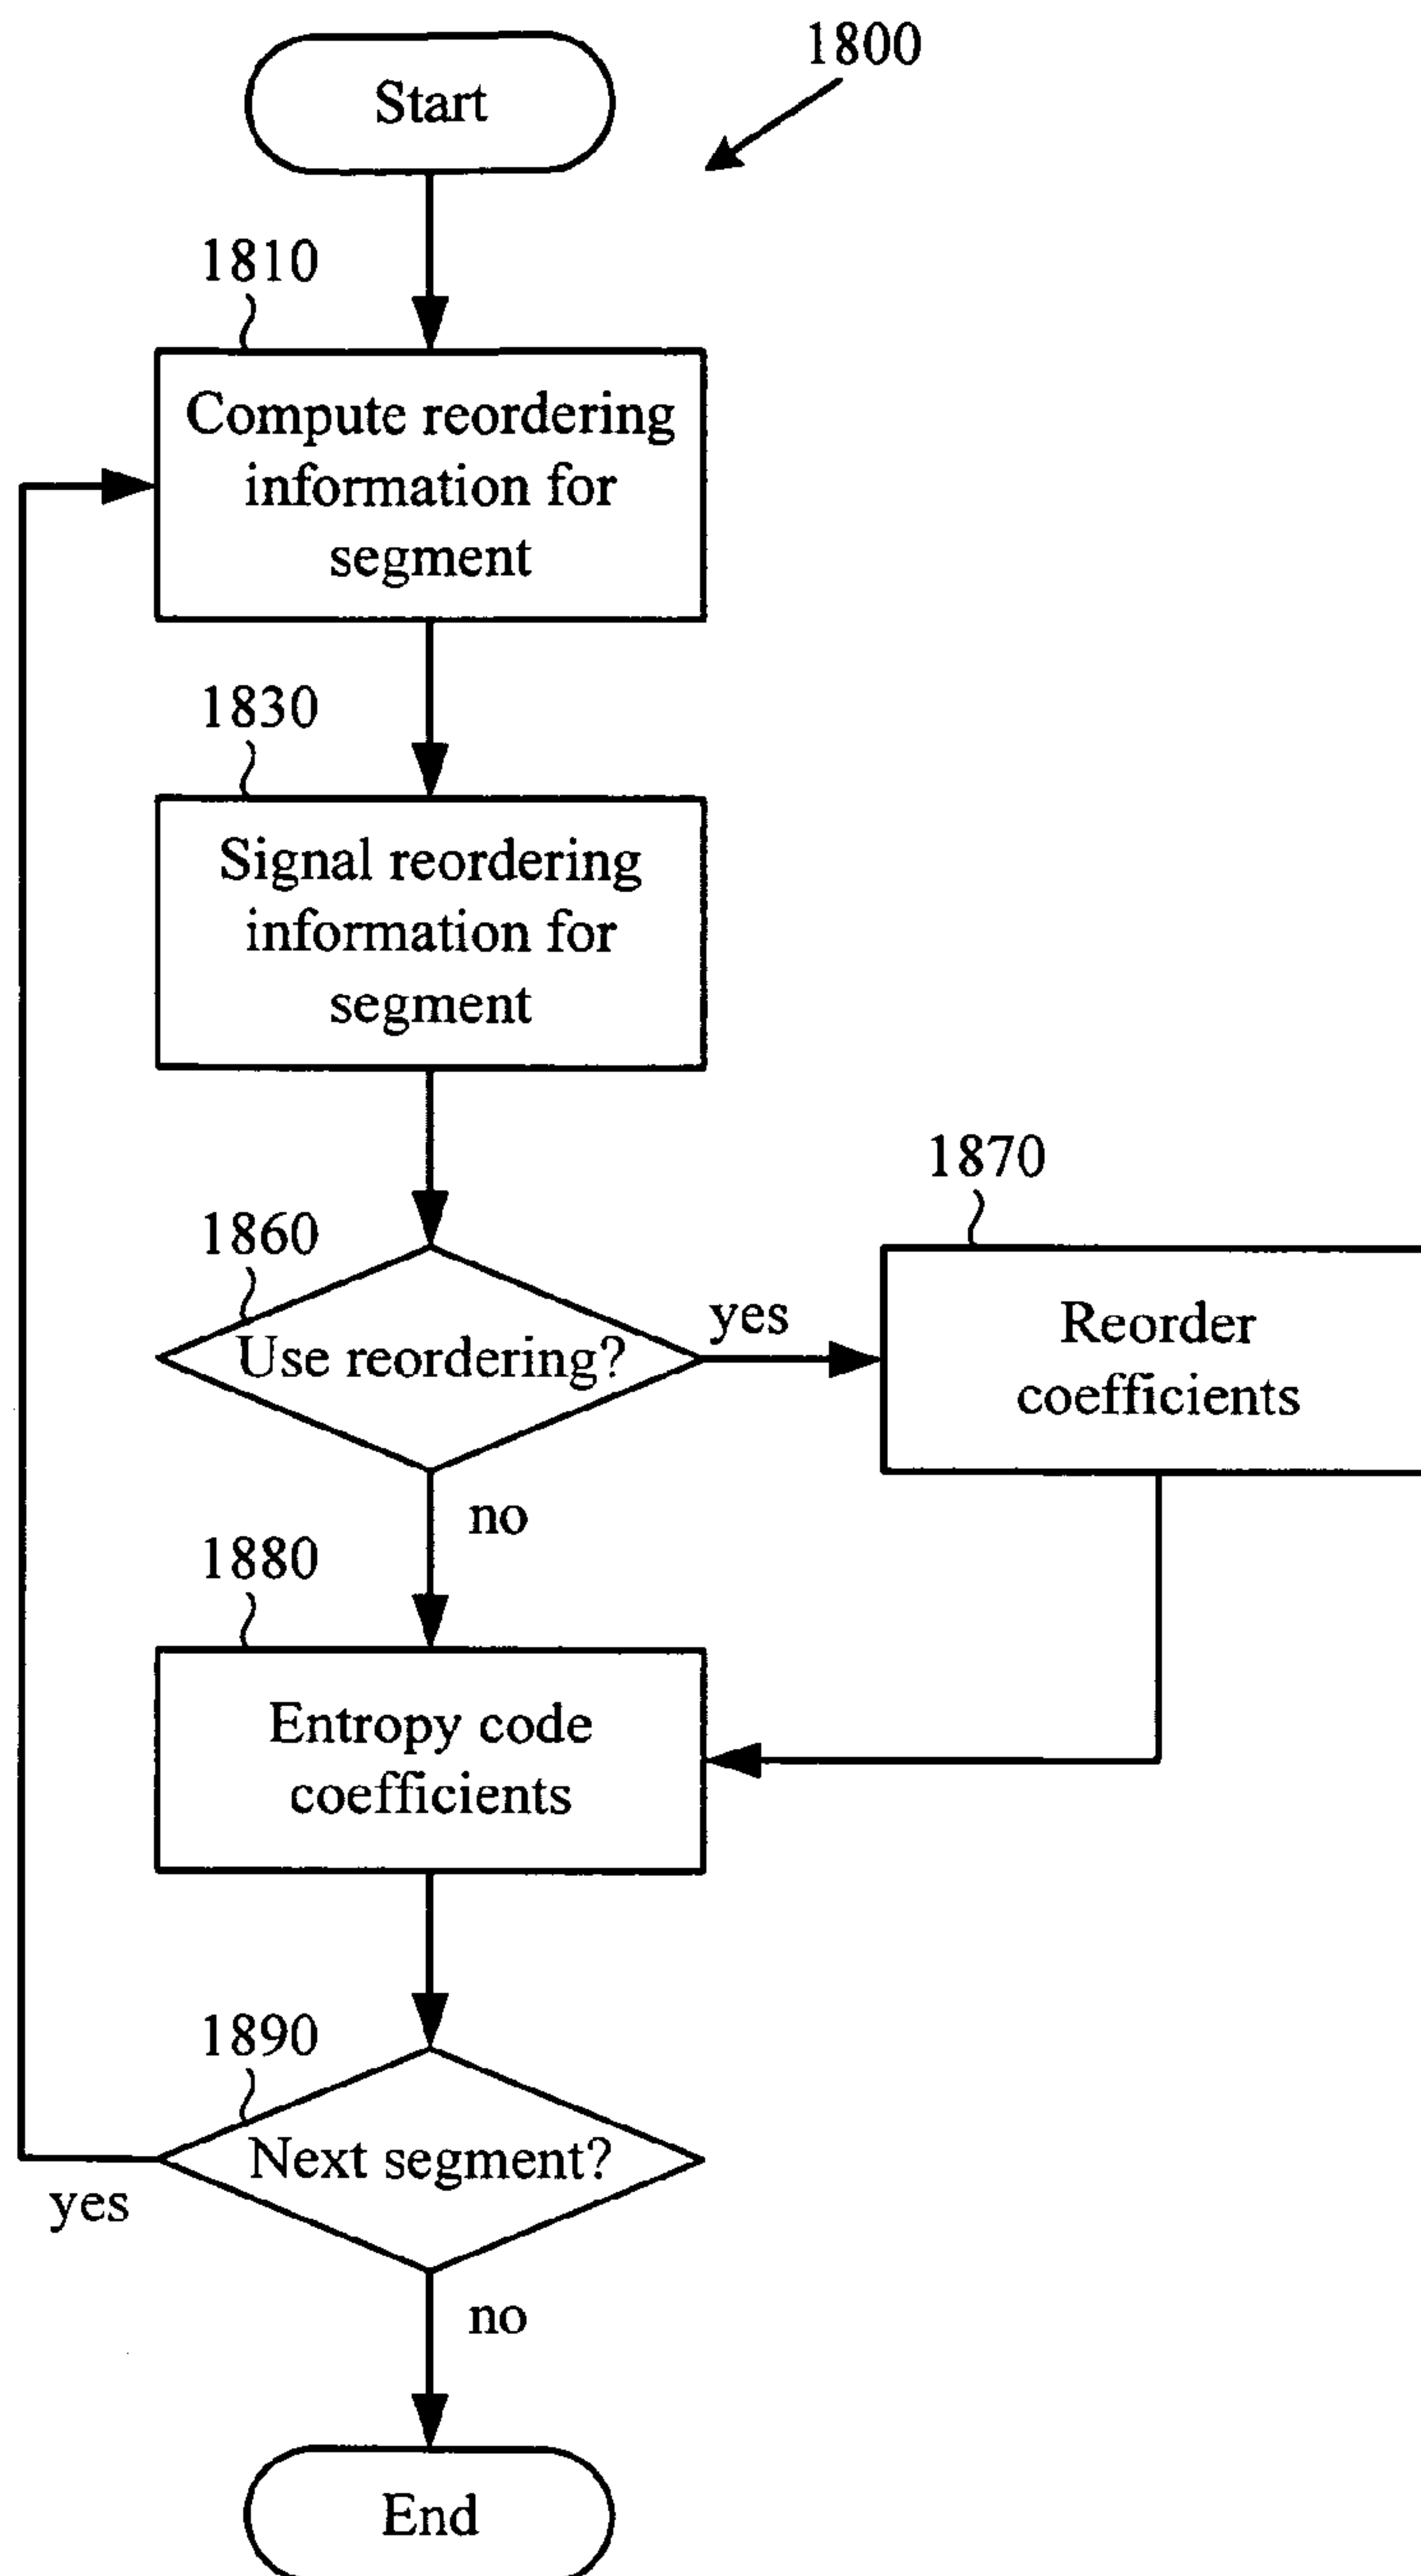 1800
Start
1810
Compute reordering
information for
segment
1830
Signal reordering
information for
segment
1860
Use reordering?
yes
1870
Reorder
coefficients
no
1880
Entropy code
coefficients
1890
Next segment?
yes
no
End